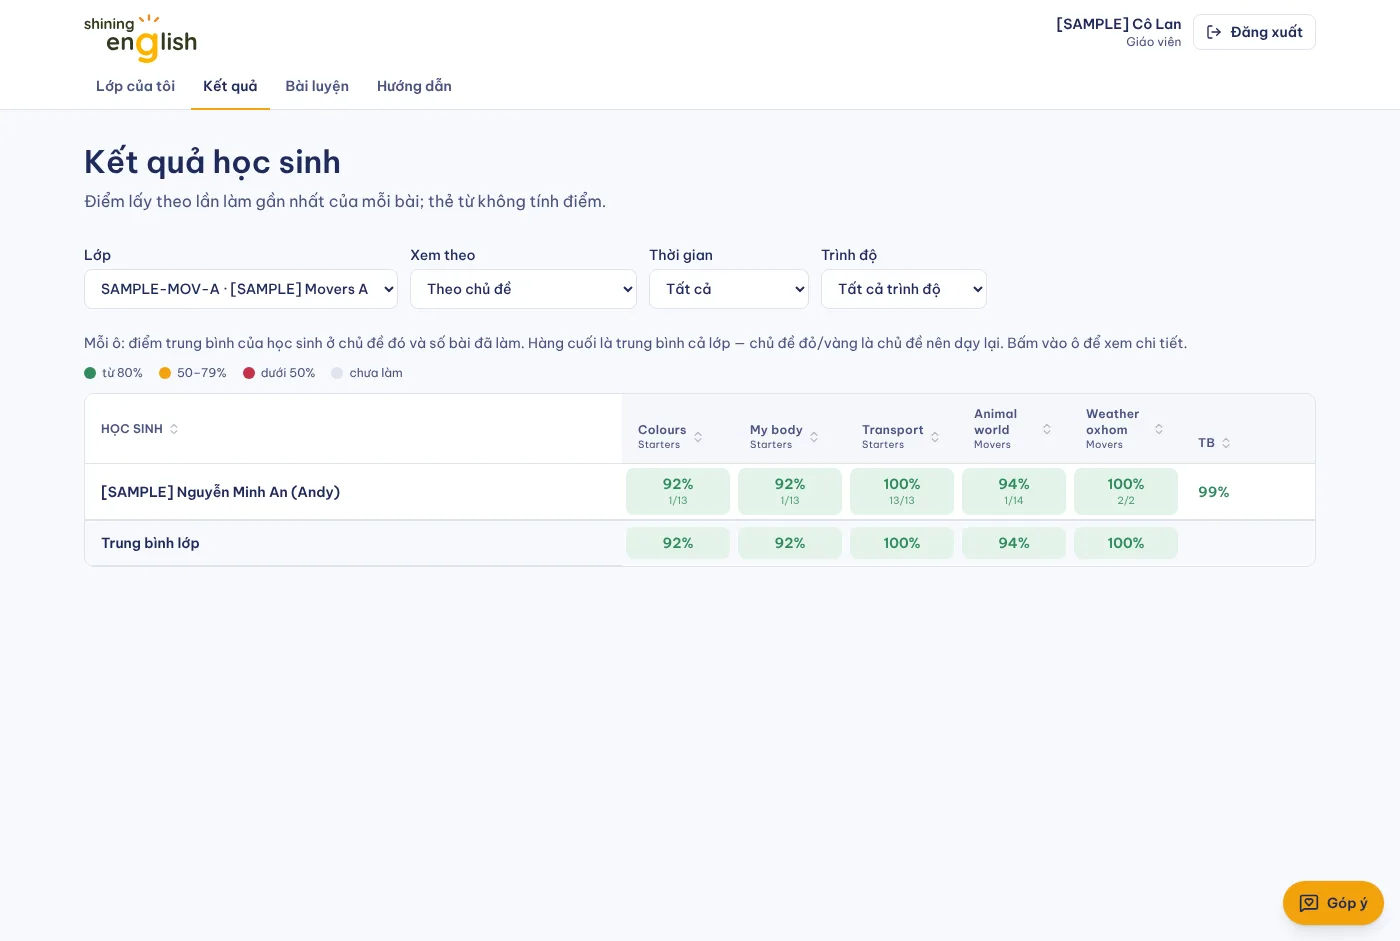 shining
english
[SAMPLE] Cô Lan
Giáo viên
Đăng xuất
Lớp của tôi
Kết quả
Bài luyện
Hướng dẫn
Kết quả học sinh
Điểm lấy theo lần làm gần nhất của mỗi bài; thẻ từ không tính điểm.
Lớp
Xem theo
Thời gian
Trình độ
SAMPLE-MOV-A · [SAMPLE] Movers A
Theo chủ đề
Tất cả
Tất cả trình độ
Mỗi ô: điểm trung bình của học sinh ở chủ đề đó và số bài đã làm. Hàng cuối là trung bình cả lớp — chủ đề đỏ/vàng là chủ đề nên dạy lại. Bấm vào ô để xem chi tiết.
từ 80%
50–79%
dưới 50%
chưa làm
HỌC SINH
Colours
Starters
My body
Starters
Transport
Starters
Animal
world
Movers
Weather
oxhom
Movers
TB
[SAMPLE] Nguyễn Minh An (Andy)
92%
1/13
92%
1/13
100%
13/13
94%
1/14
100%
2/2
99%
Trung bình lớp
92%
92%
100%
94%
100%
Góp ý